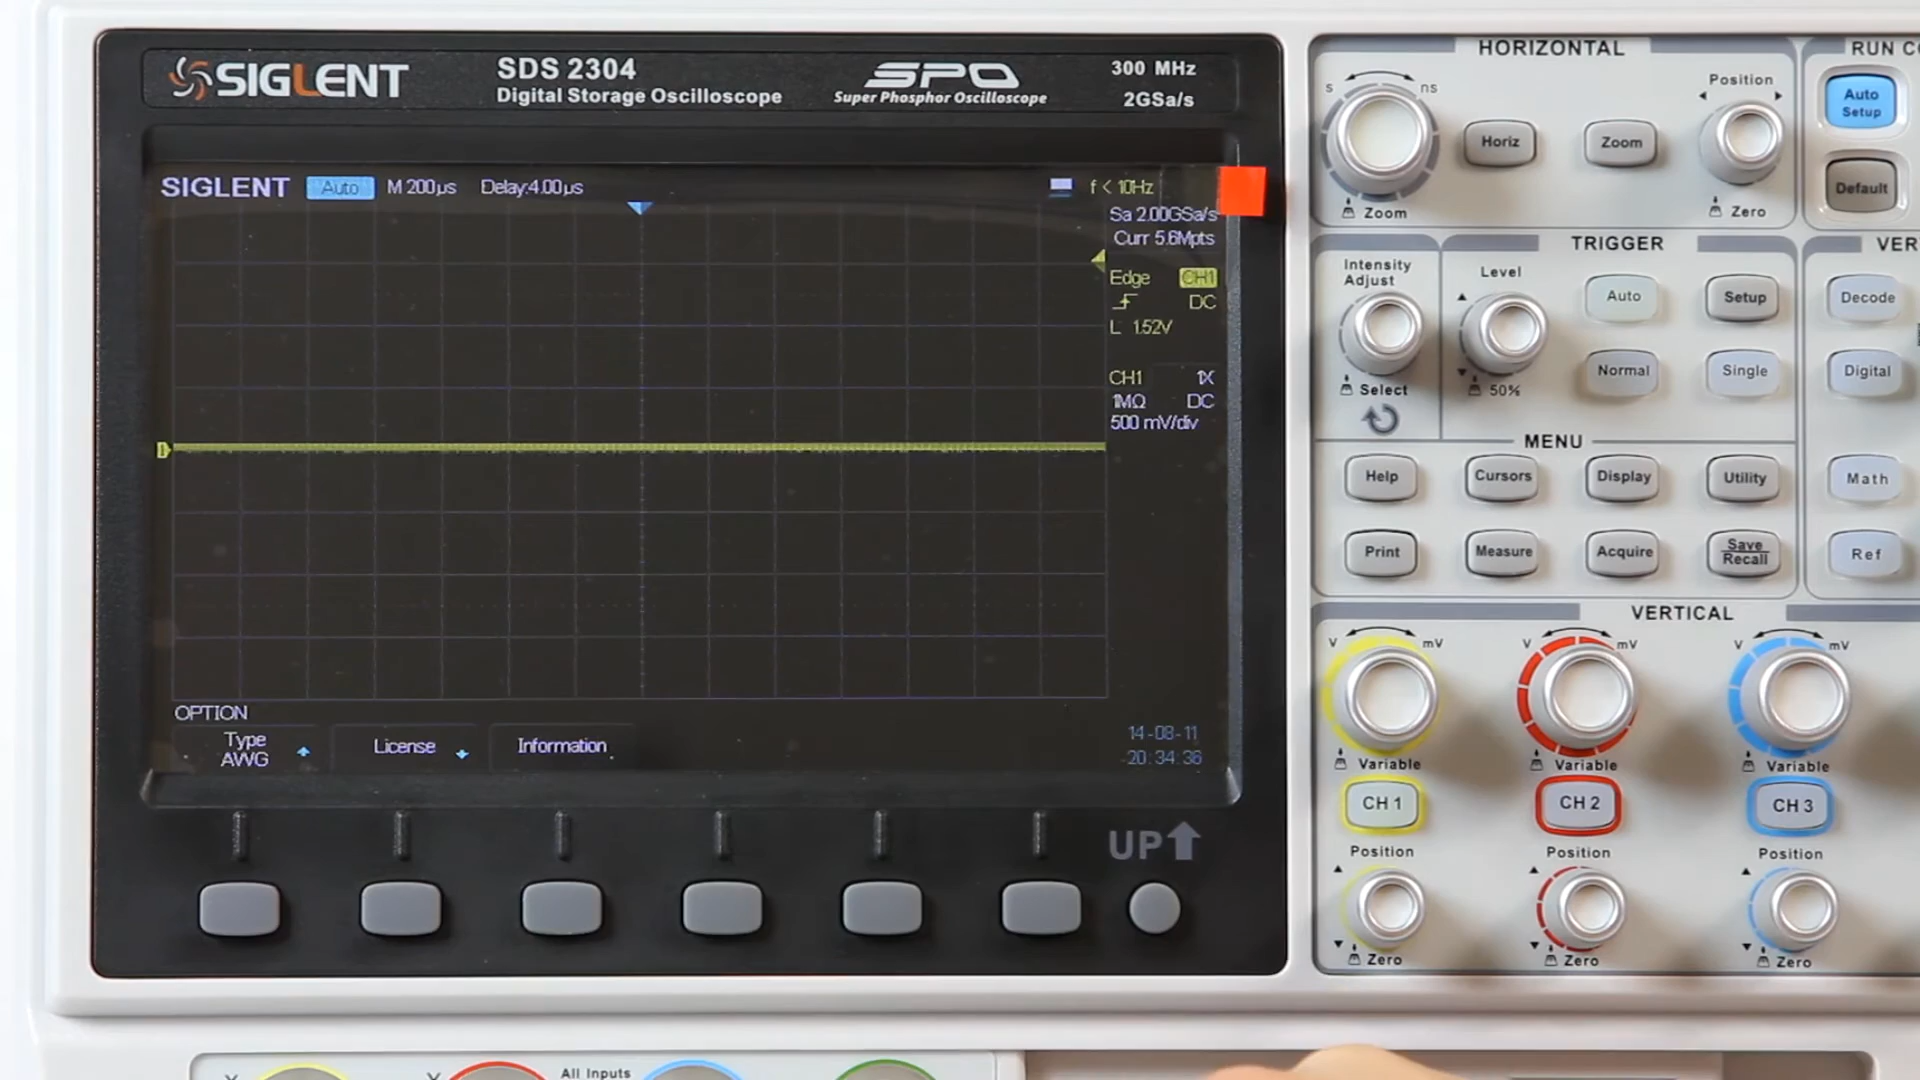 SIGLENT
SDS 2304
Digital Storage Oscilloscope
SPO
Super Phosphor Oscilloscope
300 MHz
2GSa/s
SIGLENT Auto M 200μs Delay:4.00μs
f < 10Hz
Sa 2.00GSa/s
Curr 5.6Mpts
Edge CH1
DC
L 1.52V
CH1 1X
1MΩ DC
500 mV/div
1
OPTION
Type
AWG
License
Information
14-08-11
20:34:36
UP
HORIZONTAL
s ns
Horiz
Zoom
Position
Zoom
Zero
RUN CO
Auto
Setup
Default
TRIGGER
Intensity
Adjust
Level
Auto
Setup
Select
50%
Normal
Single
VER
Decode
Digital
MENU
Help
Cursors
Display
Utility
Math
Print
Measure
Acquire
Save
Recall
Ref
VERTICAL
V mV
V mV
V mV
Variable
Variable
Variable
CH 1
CH 2
CH 3
Position
Position
Position
Zero
Zero
Zero
All Inputs